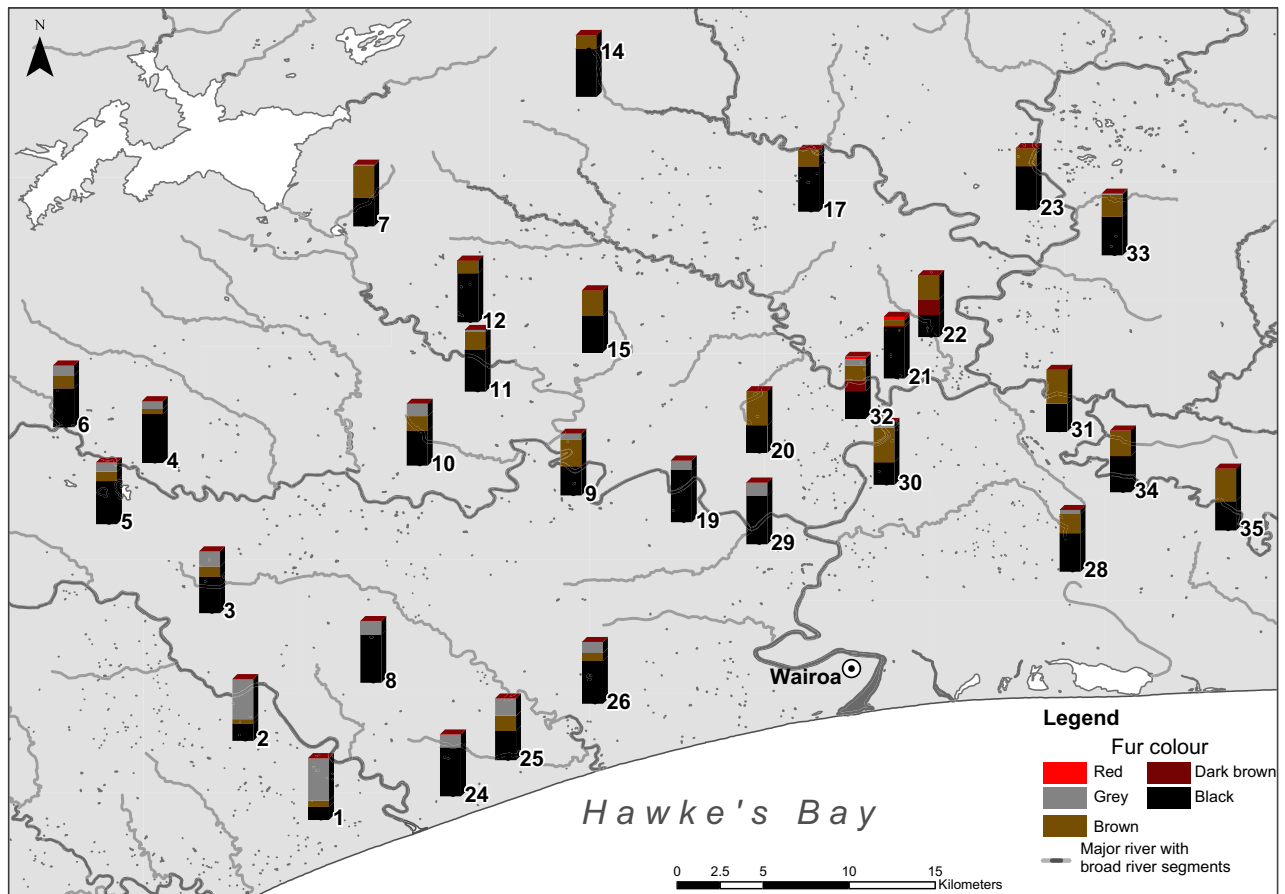 N
14
17
23
33
7
12
15
22
21
11
32
6
4
10
20
31
30
34
9
19
29
35
5
28
3
8
26
Wairoa
2
25
24
1
Hawke's Bay
Legend
Fur colour
Red
Dark brown
Grey
Black
Brown
Major river with
broad river segments
0 2.5 5 10 15
Kilometers